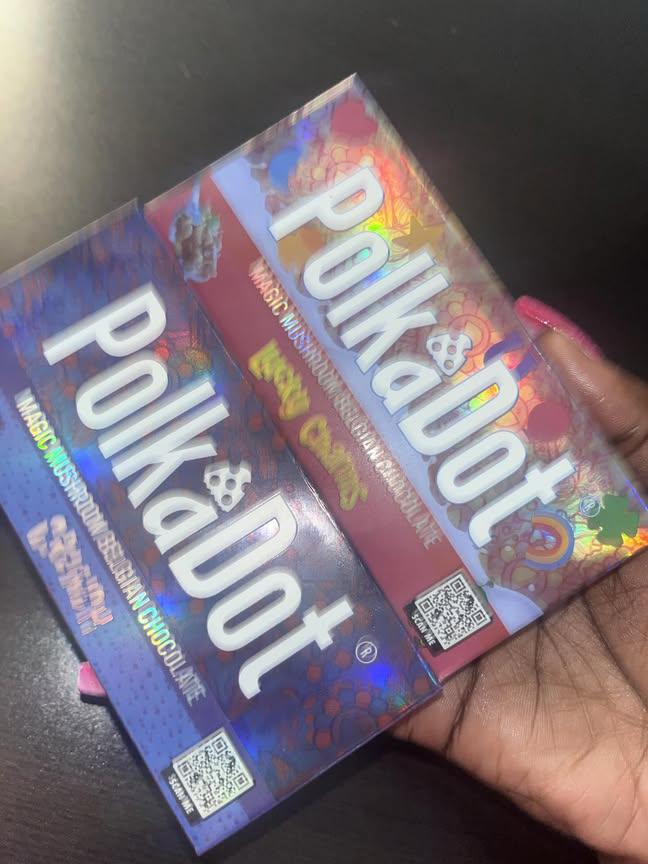 PolkaDot
®
MAGIC MUSHROOM BELGIAN CHOCOLATE
Lucky Charms
SCAN ME
PolkaDot
®
MAGIC MUSHROOM BELGIAN CHOCOLATE
SCAN ME